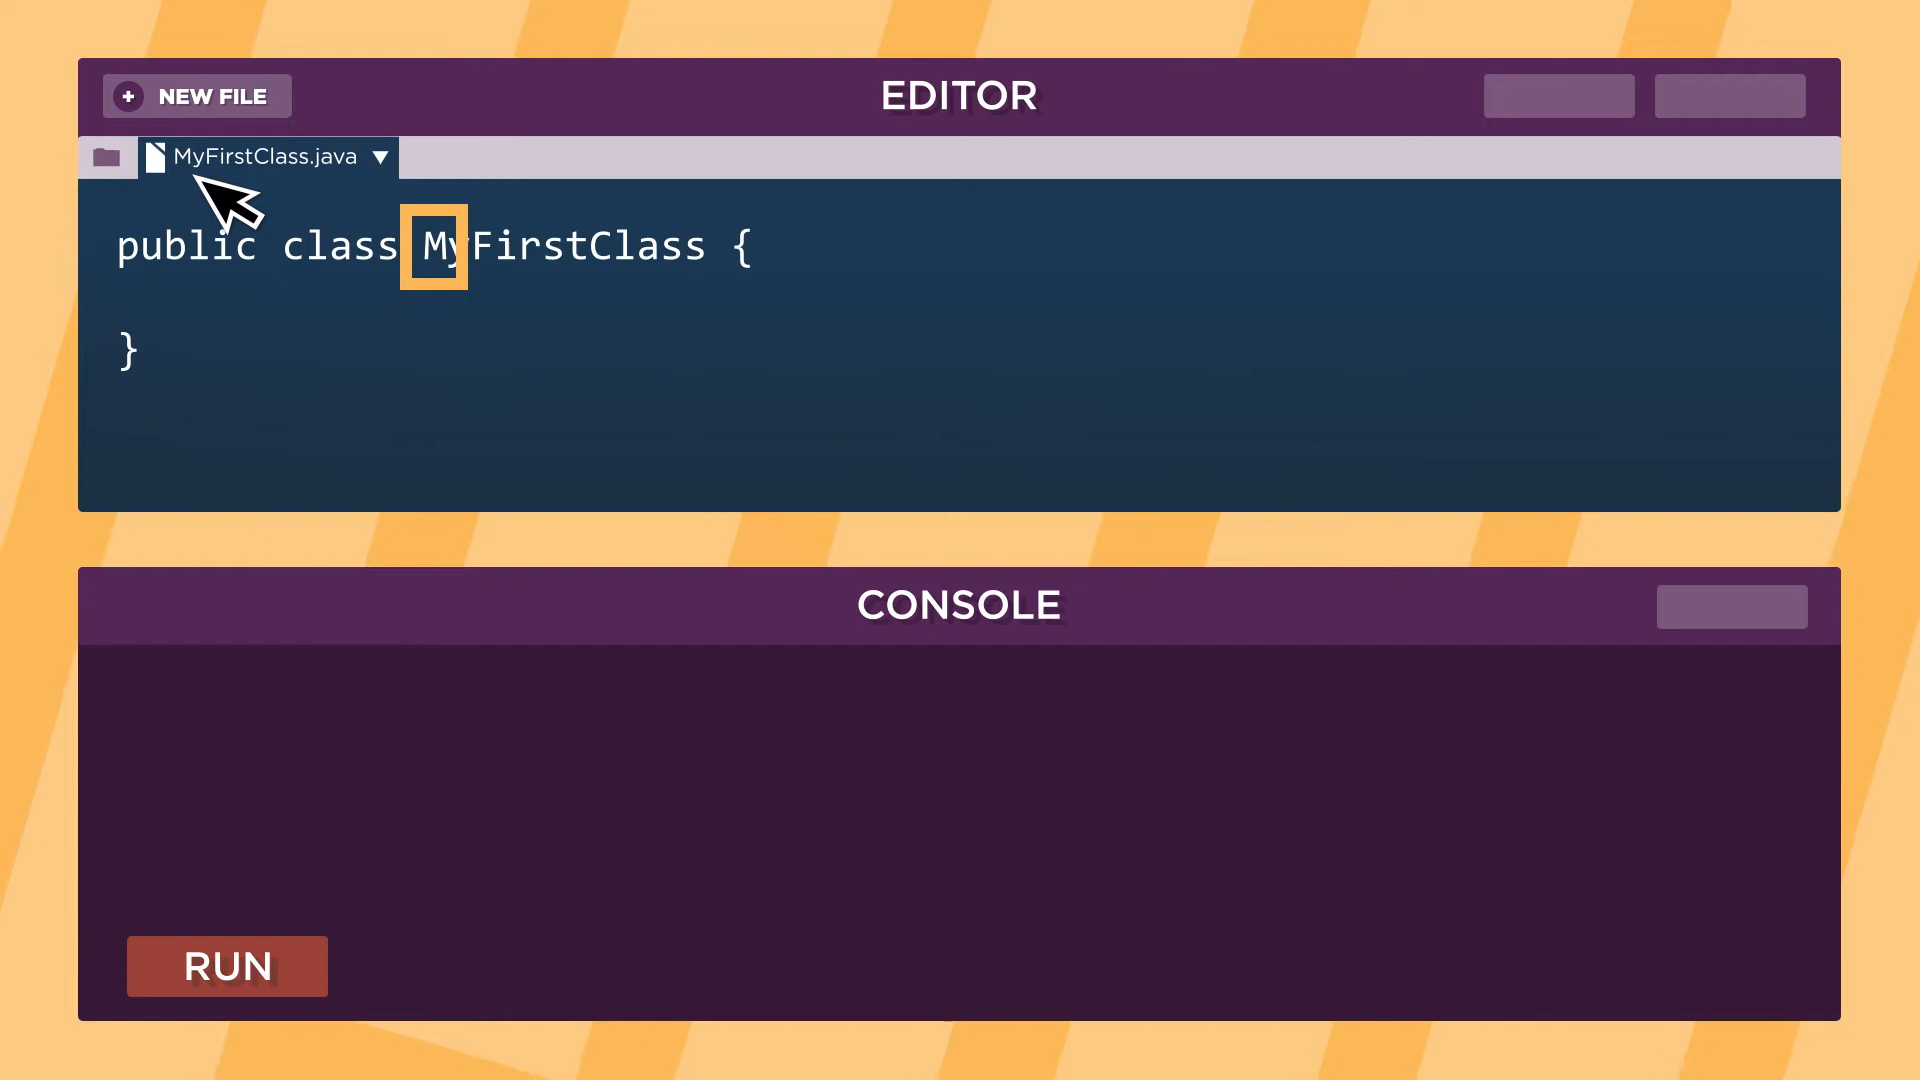 + NEW FILE
EDITOR
MyFirstClass.java
public class MyFirstClass {
}
CONSOLE
RUN